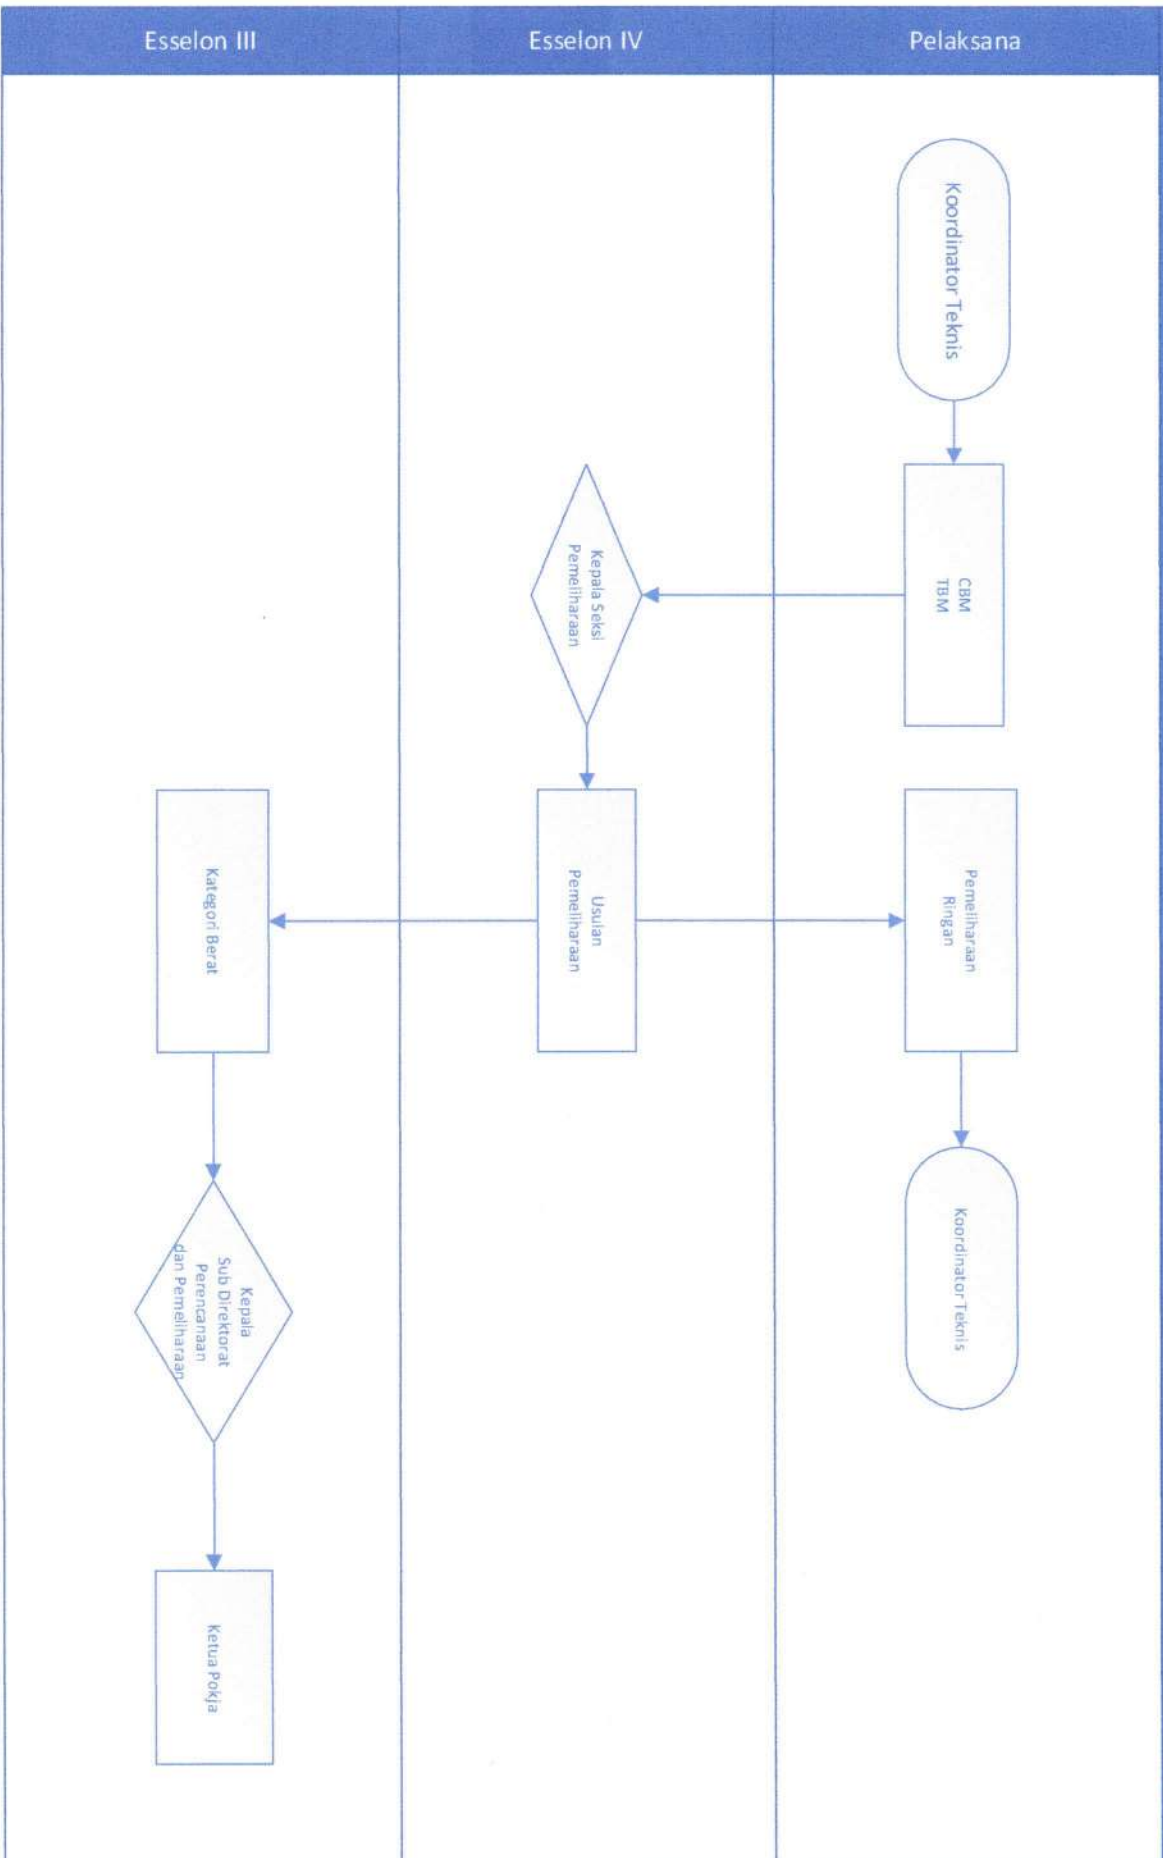 Esselon III
Esselon IV
Pelaksana
Koordinator Teknis
CBM
TBM
Kepala Seksi
Pemeliharaan
Usulan
Pemeliharaan
Pemeliharaan
Ringan
Koordinator Teknis
Kategori Berat
Kepala
Sub Direktorat
Perencanaan
dan Pemeliharaan
Ketua Pokja